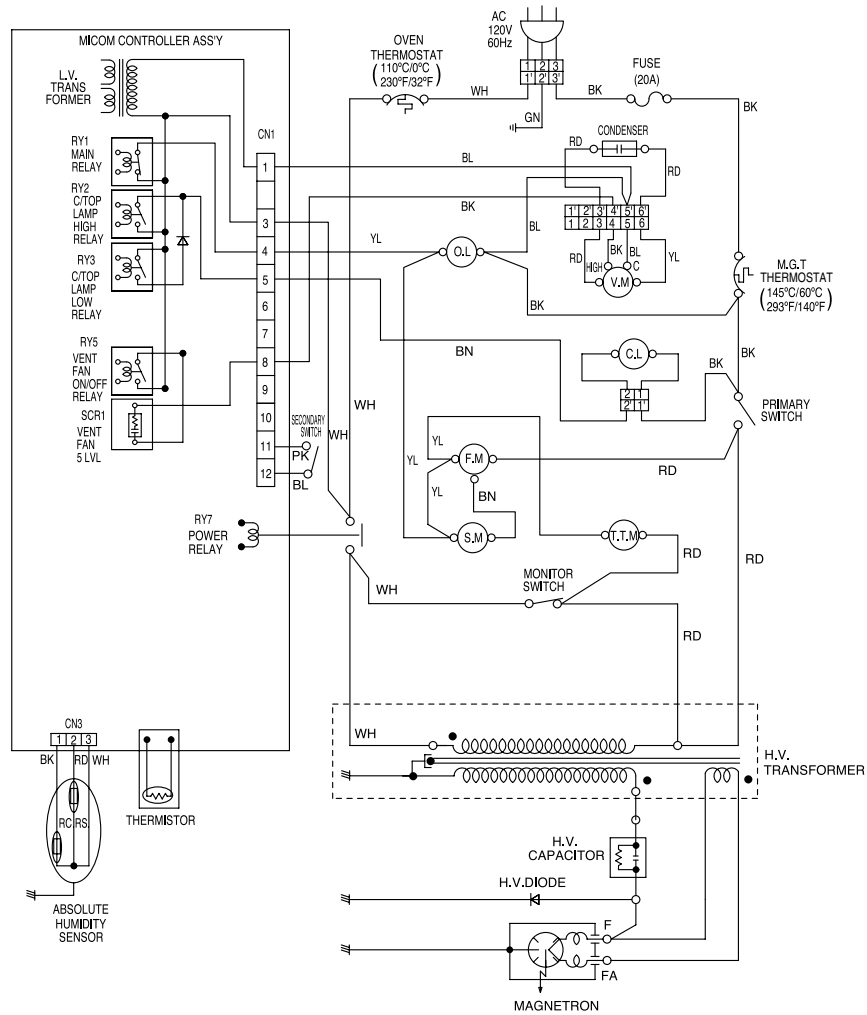 MICOM CONTROLLER ASS'Y
L.V.
TRANS
FORMER
RY1
MAIN
RELAY
RY2
C/TOP
LAMP
HIGH
RELAY
RY3
C/TOP
LAMP
LOW
RELAY
RY5
VENT
FAN
ON/OFF
RELAY
SCR1
VENT
FAN
5 LVL
CN1
1
3
4
5
6
7
8
9
10
11
12
SECONDARY
SWITCH
PK
BL
RY7
POWER
RELAY
CN3
1 2 3
BK RD WH
RC RS.
ABSOLUTE
HUMIDITY
SENSOR
THERMISTOR
OVEN
THERMOSTAT
(110°C/0°C
230°F/32°F)
AC
120V
60Hz
1 2 3
1' 2' 3'
WH
GN
BK
FUSE
(20A)
BK
RD
CONDENSER
RD
BL
BK
YL
BL
1' 2' 3' 4' 5' 6'
1 2 3 4 5 6
RD
HIGH
BK
BL
C
YL
V.M
O.L
BK
M.G.T
THERMOSTAT
(145°C/60°C
293°F/140°F)
BN
C.L
2 1
2' 1'
BK
BK
PRIMARY
SWITCH
WH
WH
YL
YL
YL
F.M
BN
S.M
RD
T.T.M
RD
RD
MONITOR
SWITCH
WH
RD
WH
H.V.
TRANSFORMER
H.V.
CAPACITOR
H.V.DIODE
F
FA
MAGNETRON